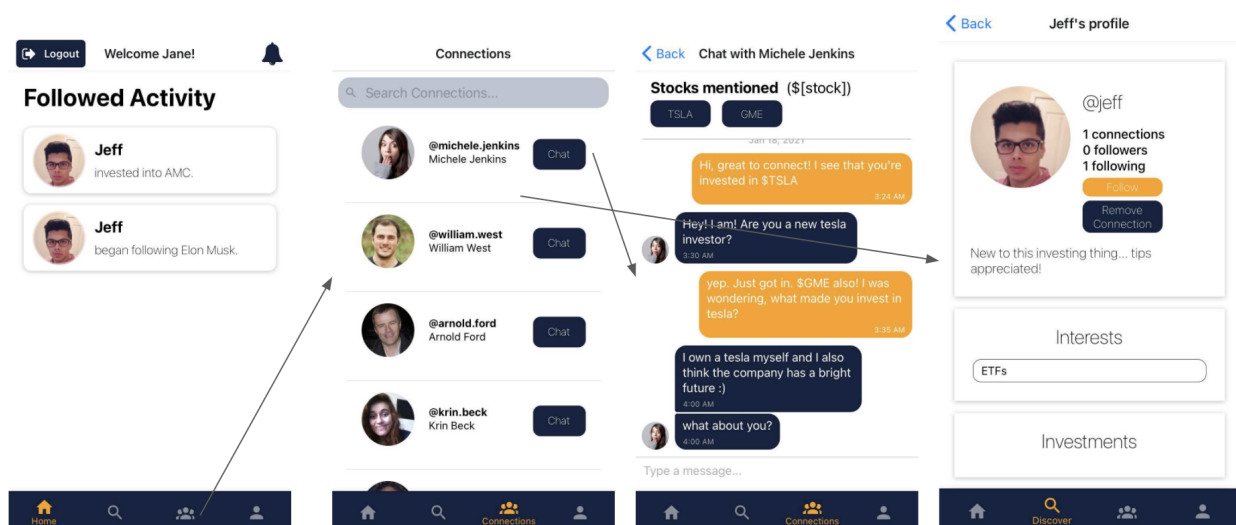 Logout
Welcome Jane!
Followed Activity
Jeff
invested into AMC.
Jeff
began following Elon Musk.
Home
Connections
Search Connections...
@michele.jenkins
Michele Jenkins
Chat
@william.west
William West
Chat
@arnold.ford
Arnold Ford
Chat
@krin.beck
Krin Beck
Chat
Connections
Back
Chat with Michele Jenkins
Stocks mentioned ($[stock])
TSLA
GME
Jan 18, 2021
Hi, great to connect! I see that you're
invested in $TSLA
3:24 AM
Hey! I am! Are you a new tesla
investor?
3:30 AM
yep. Just got in. $GME also! I was
wondering, what made you invest in
tesla?
3:35 AM
I own a tesla myself and I also
think the company has a bright
future :)
4:00 AM
what about you?
4:00 AM
Type a message...
Connections
Back
Jeff's profile
@jeff
1 connections
0 followers
1 following
Follow
Remove
Connection
New to this investing thing... tips
appreciated!
Interests
ETFs
Investments
Discover